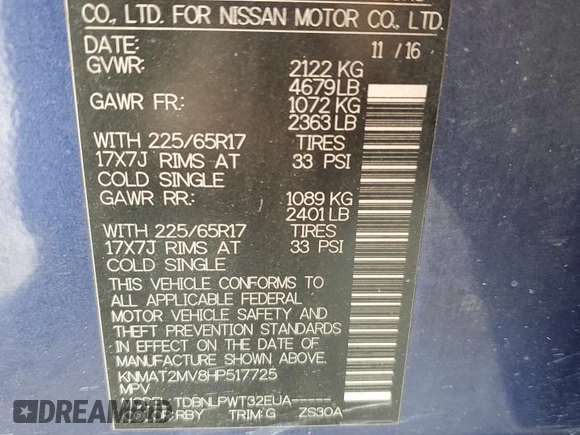 CO., LTD. FOR NISSAN MOTOR CO., LTD.
DATE: 11 / 16
GVWR: 2122 KG
4679 LB
GAWR FR: 1072 KG
2363 LB
WITH 225/65R17 TIRES
17X7J RIMS AT 33 PSI
COLD SINGLE
GAWR RR: 1089 KG
2401 LB
WITH 225/65R17 TIRES
17X7J RIMS AT 33 PSI
COLD SINGLE
THIS VEHICLE CONFORMS TO
ALL APPLICABLE FEDERAL
MOTOR VEHICLE SAFETY AND
THEFT PREVENTION STANDARDS
IN EFFECT ON THE DATE OF
MANUFACTURE SHOWN ABOVE.
KNMAT2MV8HP517725
MPV
MODEL: TDBNLPWT32EUA-----
COLOR: RBY TRIM: G ZS30A
DREAMBID